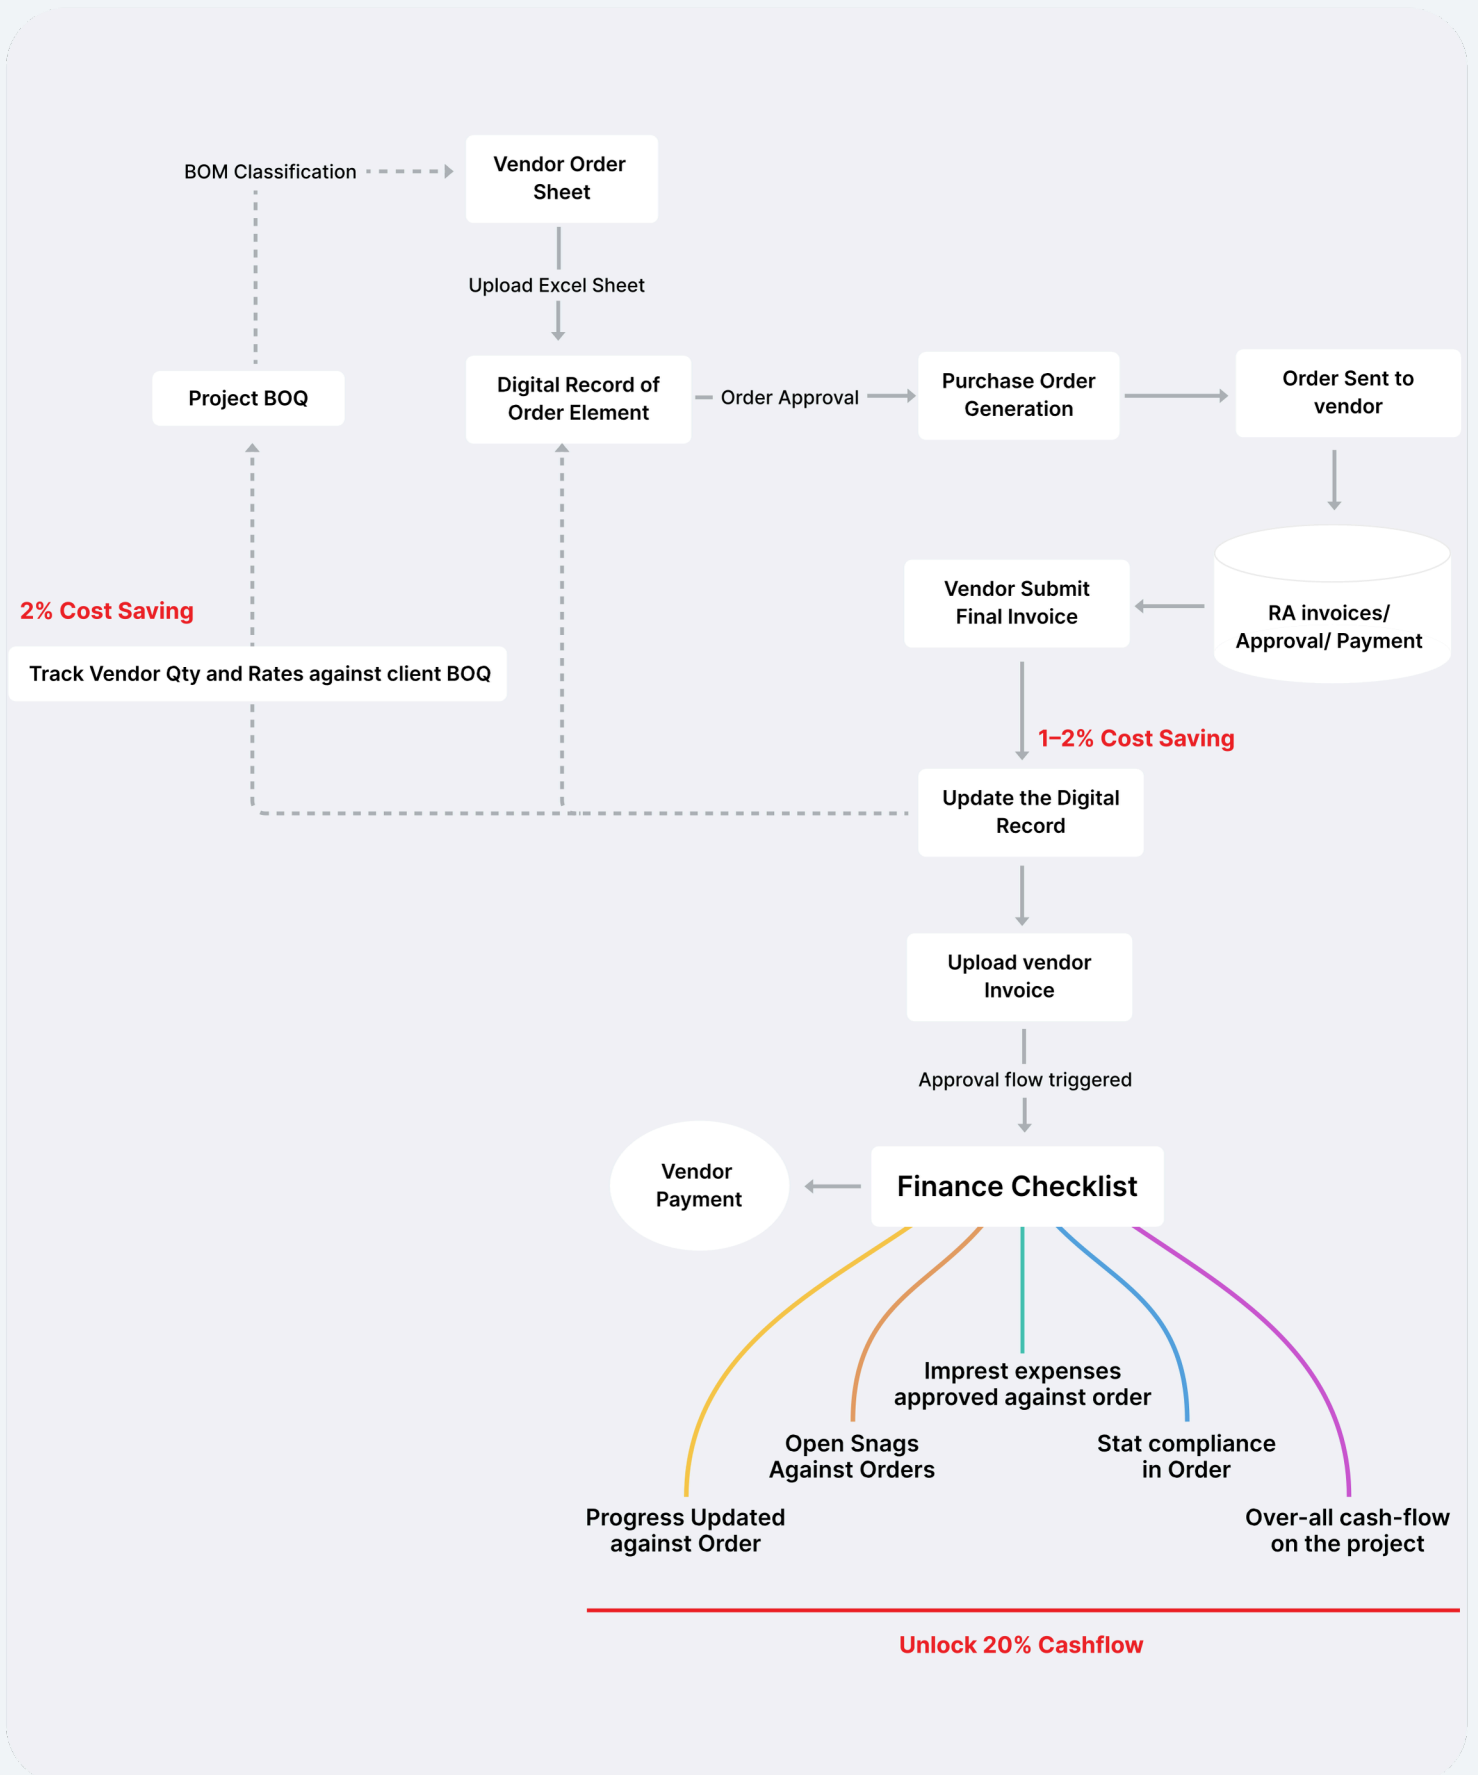 BOM Classification
Vendor Order
Sheet
Upload Excel Sheet
Project BOQ
Digital Record of
Order Element
Order Approval
Purchase Order
Generation
Order Sent to
vendor
RA invoices/
Approval/ Payment
Vendor Submit
Final Invoice
2% Cost Saving
Track Vendor Qty and Rates against client BOQ
1–2% Cost Saving
Update the Digital
Record
Upload vendor
Invoice
Approval flow triggered
Finance Checklist
Vendor
Payment
Imprest expenses
approved against order
Open Snags
Against Orders
Stat compliance
in Order
Progress Updated
against Order
Over-all cash-flow
on the project
Unlock 20% Cashflow